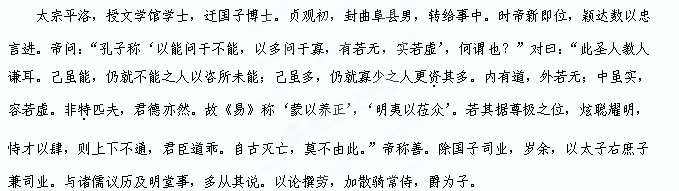 太宗平洛，授文学馆学士，迁国子博士。贞观初，封曲阜县男，转给事中。时帝新即位，颖达数以忠
言进。帝问：“孔子称‘以能问于不能，以多问于寡，有若无，实若虚’，何谓也？”对曰：“此圣人教人
谦耳。己虽能，仍就不能之人以咨所未能；己虽多，仍就寡少之人更资其多。内有道，外若无；中虽实，
容若虚。非特匹夫，君德亦然。故《易》称‘蒙以养正’，‘明夷以莅众’。若其据尊极之位，炫聪耀明，
恃才以肆，则上下不通，君臣道乖。自古灭亡，莫不由此。”帝称善。除国子司业，岁余，以太子右庶子
兼司业。与诸儒议历及明堂事，多从其说。以论撰劳，加散骑常侍，爵为子。